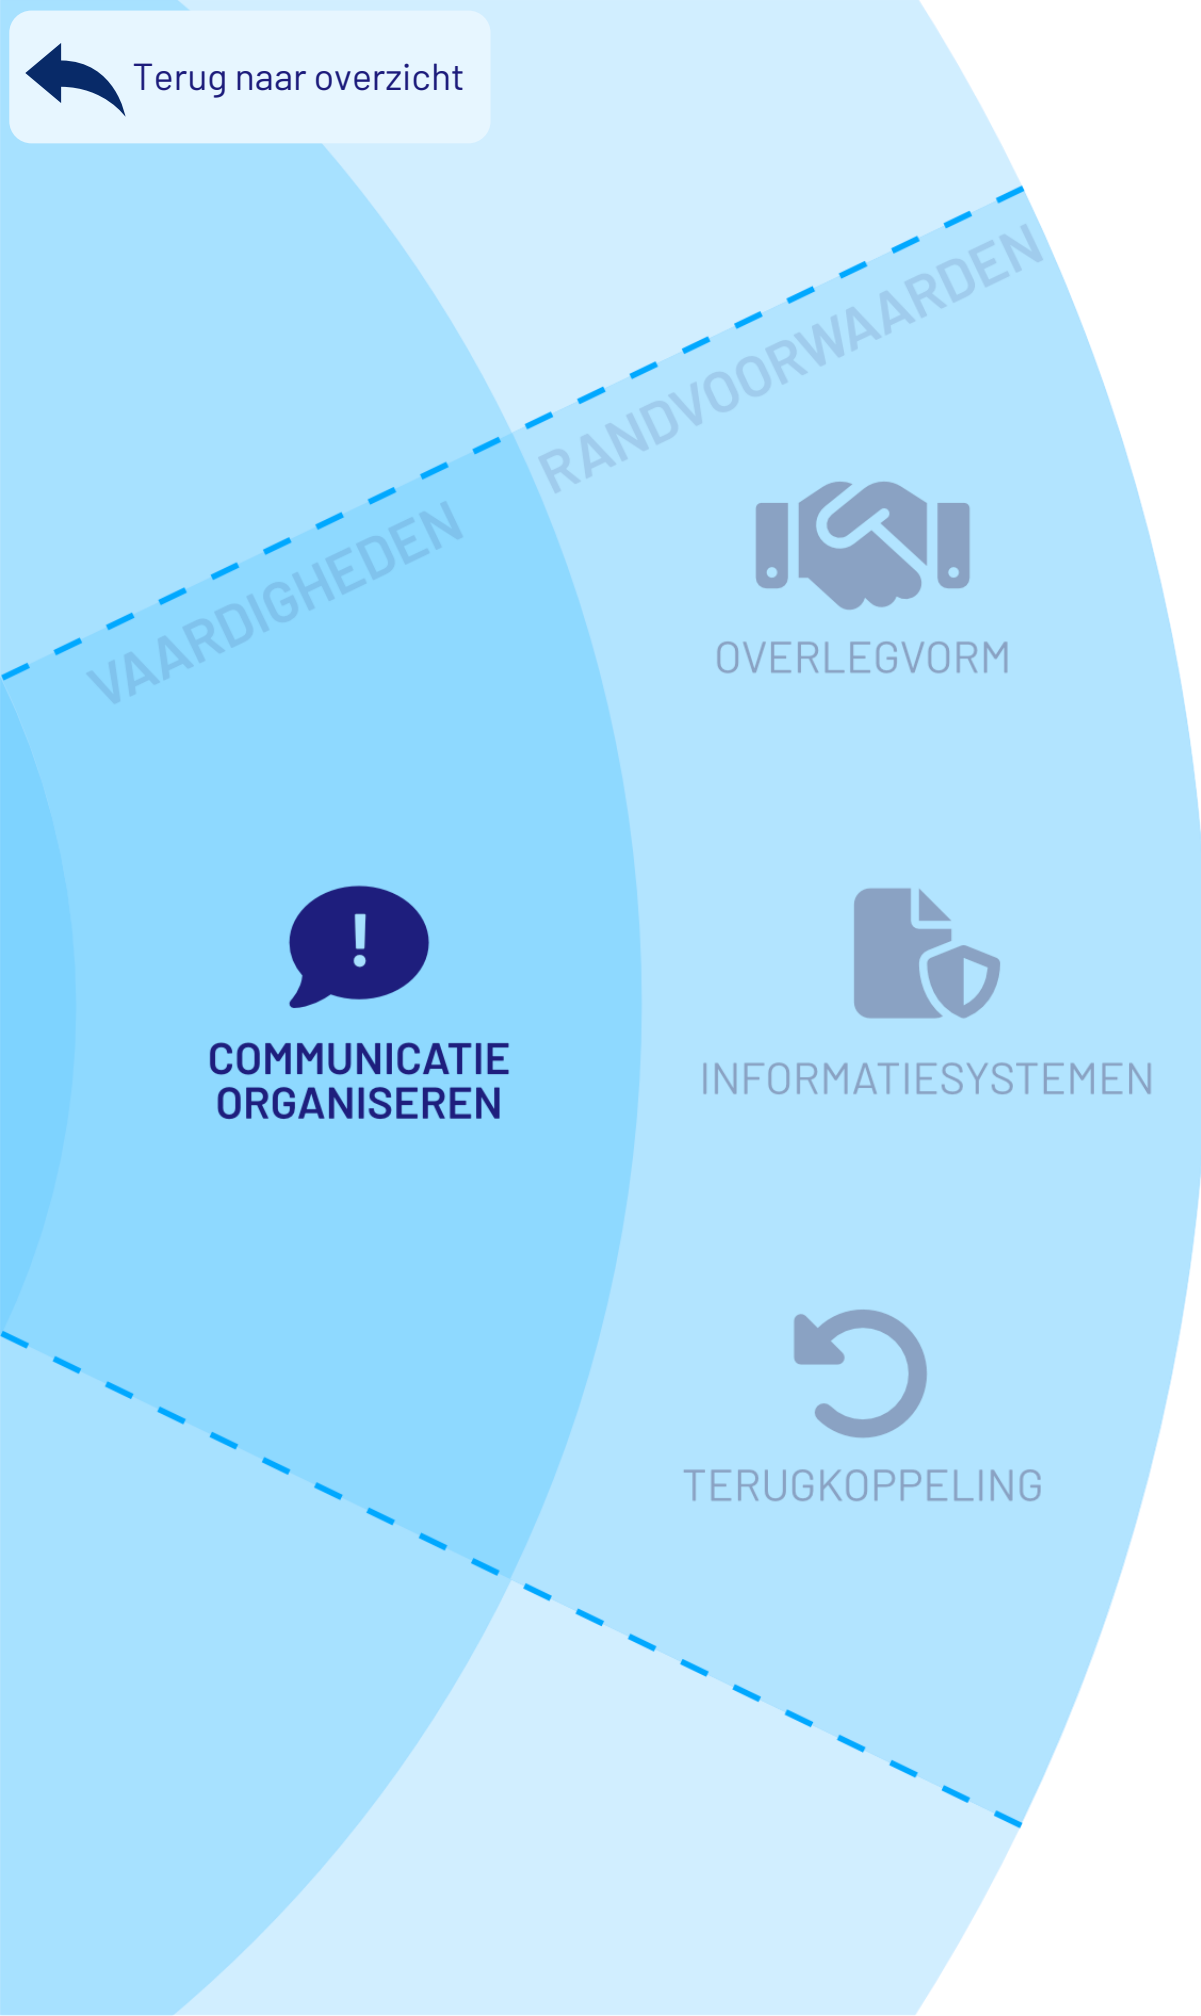 Terug naar overzicht
RANDVOORWAARDEN
VAARDIGHEDEN
OVERLEGVORM
COMMUNICATIE
ORGANISEREN
INFORMATIESYSTEMEN
TERUGKOPPELING